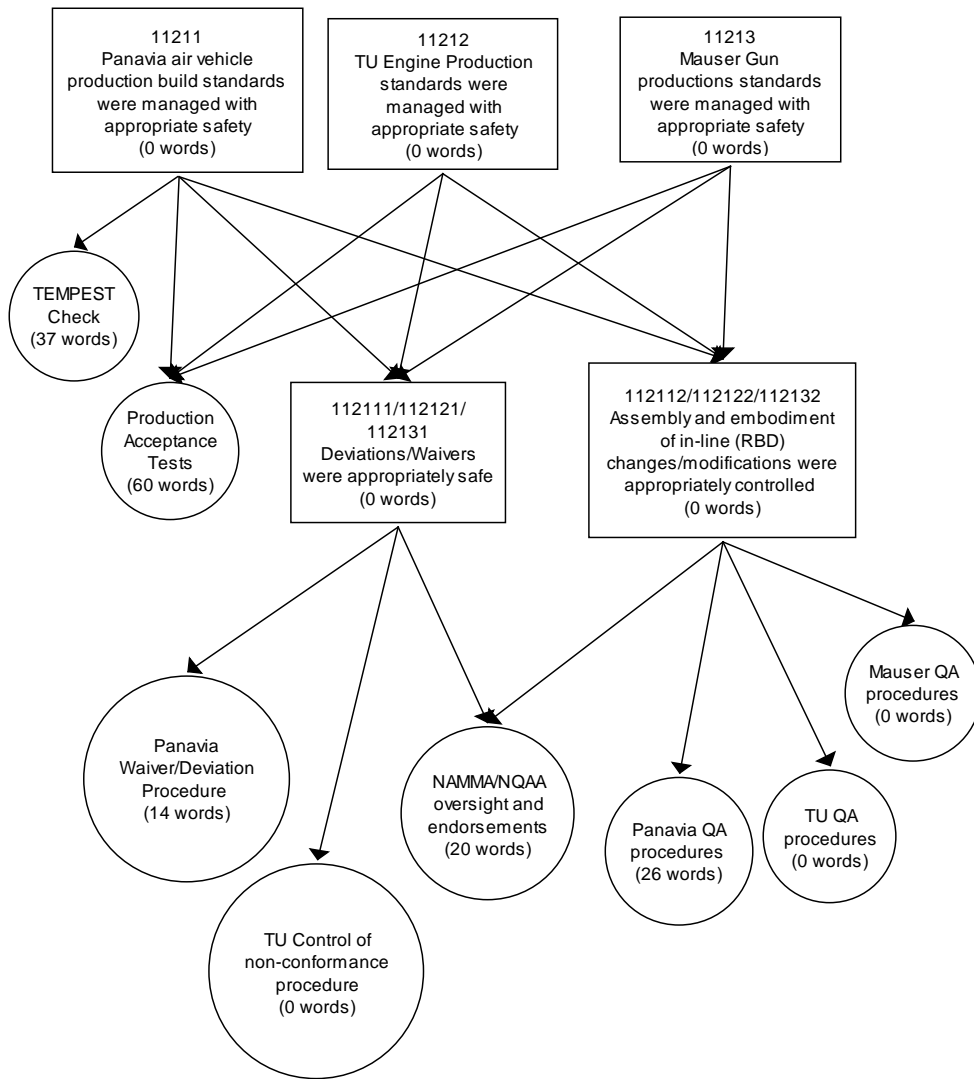 11211
Panavia air vehicle
production build standards
were managed with
appropriate safety
(0 words)
11212
TU Engine Production
standards were
managed with
appropriate safety
(0 words)
11213
Mauser Gun
productions standards
were managed with
appropriate safety
(0 words)
TEMPEST
Check
(37 words)
Production
Acceptance
Tests
(60 words)
112111/112121/
112131
Deviations/Waivers
were appropriately safe
(0 words)
112112/112122/112132
Assembly and embodiment
of in-line (RBD)
changes/modifications were
appropriately controlled
(0 words)
Panavia
Waiver/Deviation
Procedure
(14 words)
TU Control of
non-conformance
procedure
(0 words)
NAMMA/NQAA
oversight and
endorsements
(20 words)
Panavia QA
procedures
(26 words)
TU QA
procedures
(0 words)
Mauser QA
procedures
(0 words)